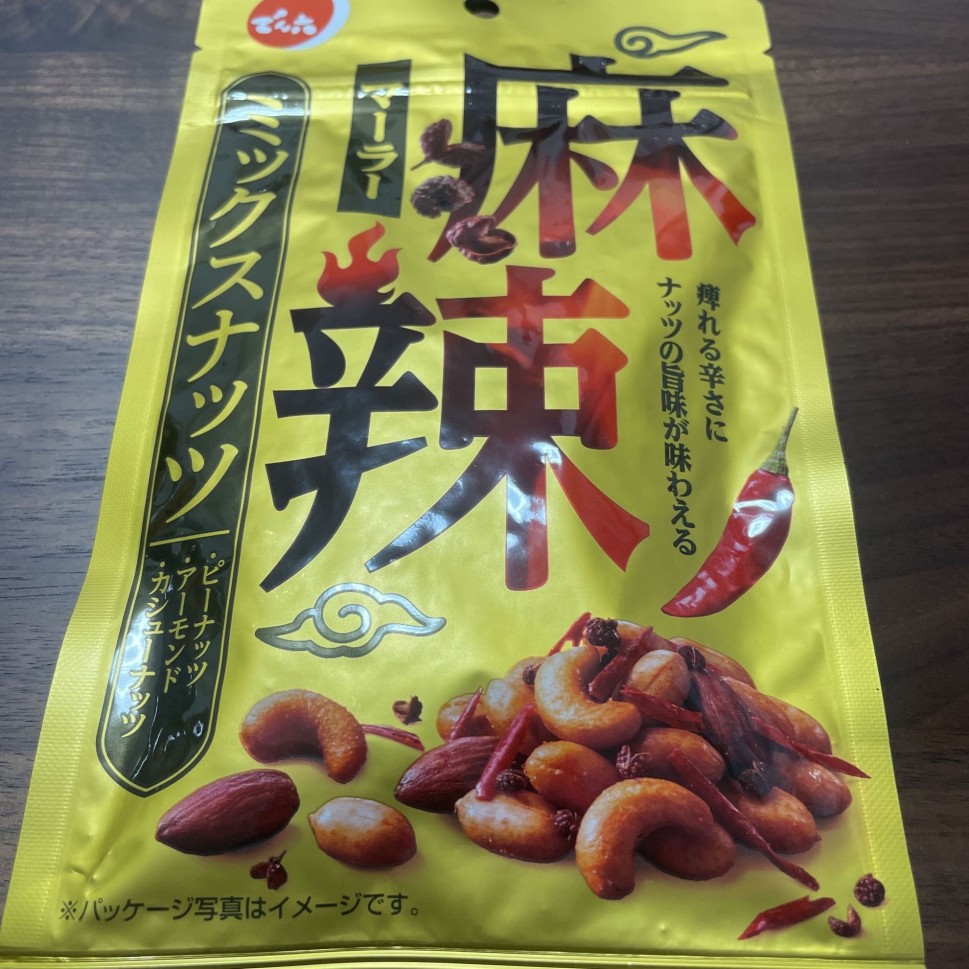 でん六
麻辣
マーラー
痺れる辛さに
ナッツの旨味が味わえる
ミックスナッツ
・ピーナッツ
・アーモンド
・カシューナッツ
※パッケージ写真はイメージです。